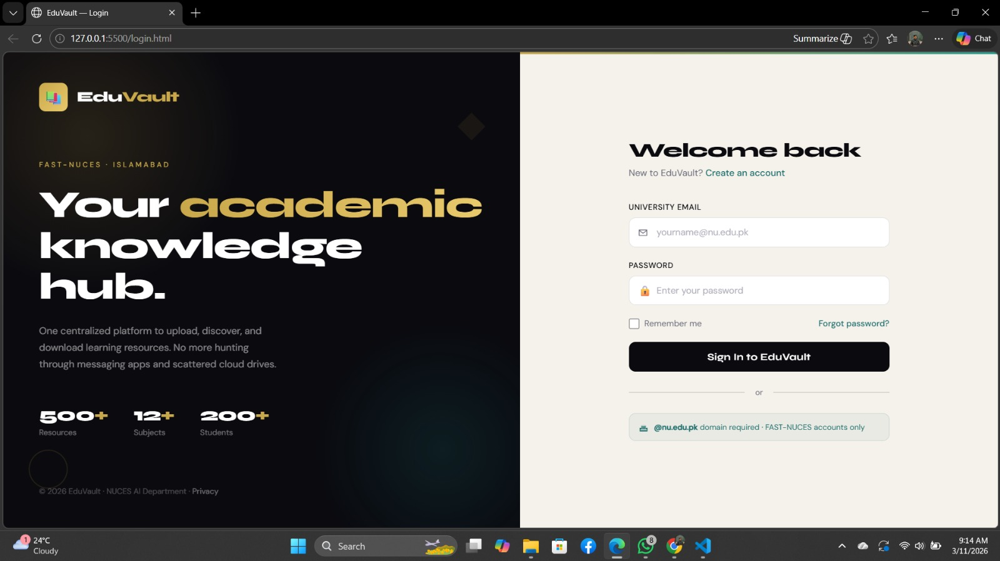 EduVault — Login
127.0.0.1:5500/login.html
Summarize
Chat
EduVault
FAST-NUCES · ISLAMABAD
Your academic
knowledge
hub.
One centralized platform to upload, discover, and
download learning resources. No more hunting
through messaging apps and scattered cloud drives.
500+ 12+ 200+
Resources Subjects Students
© 2026 EduVault · NUCES AI Department · Privacy
Welcome back
New to EduVault? Create an account
UNIVERSITY EMAIL
yourname@nu.edu.pk
PASSWORD
Enter your password
Remember me Forgot password?
Sign In to EduVault
or
@nu.edu.pk domain required · FAST-NUCES accounts only
1
24°C
Cloudy
Search
8
9:14 AM
3/11/2026